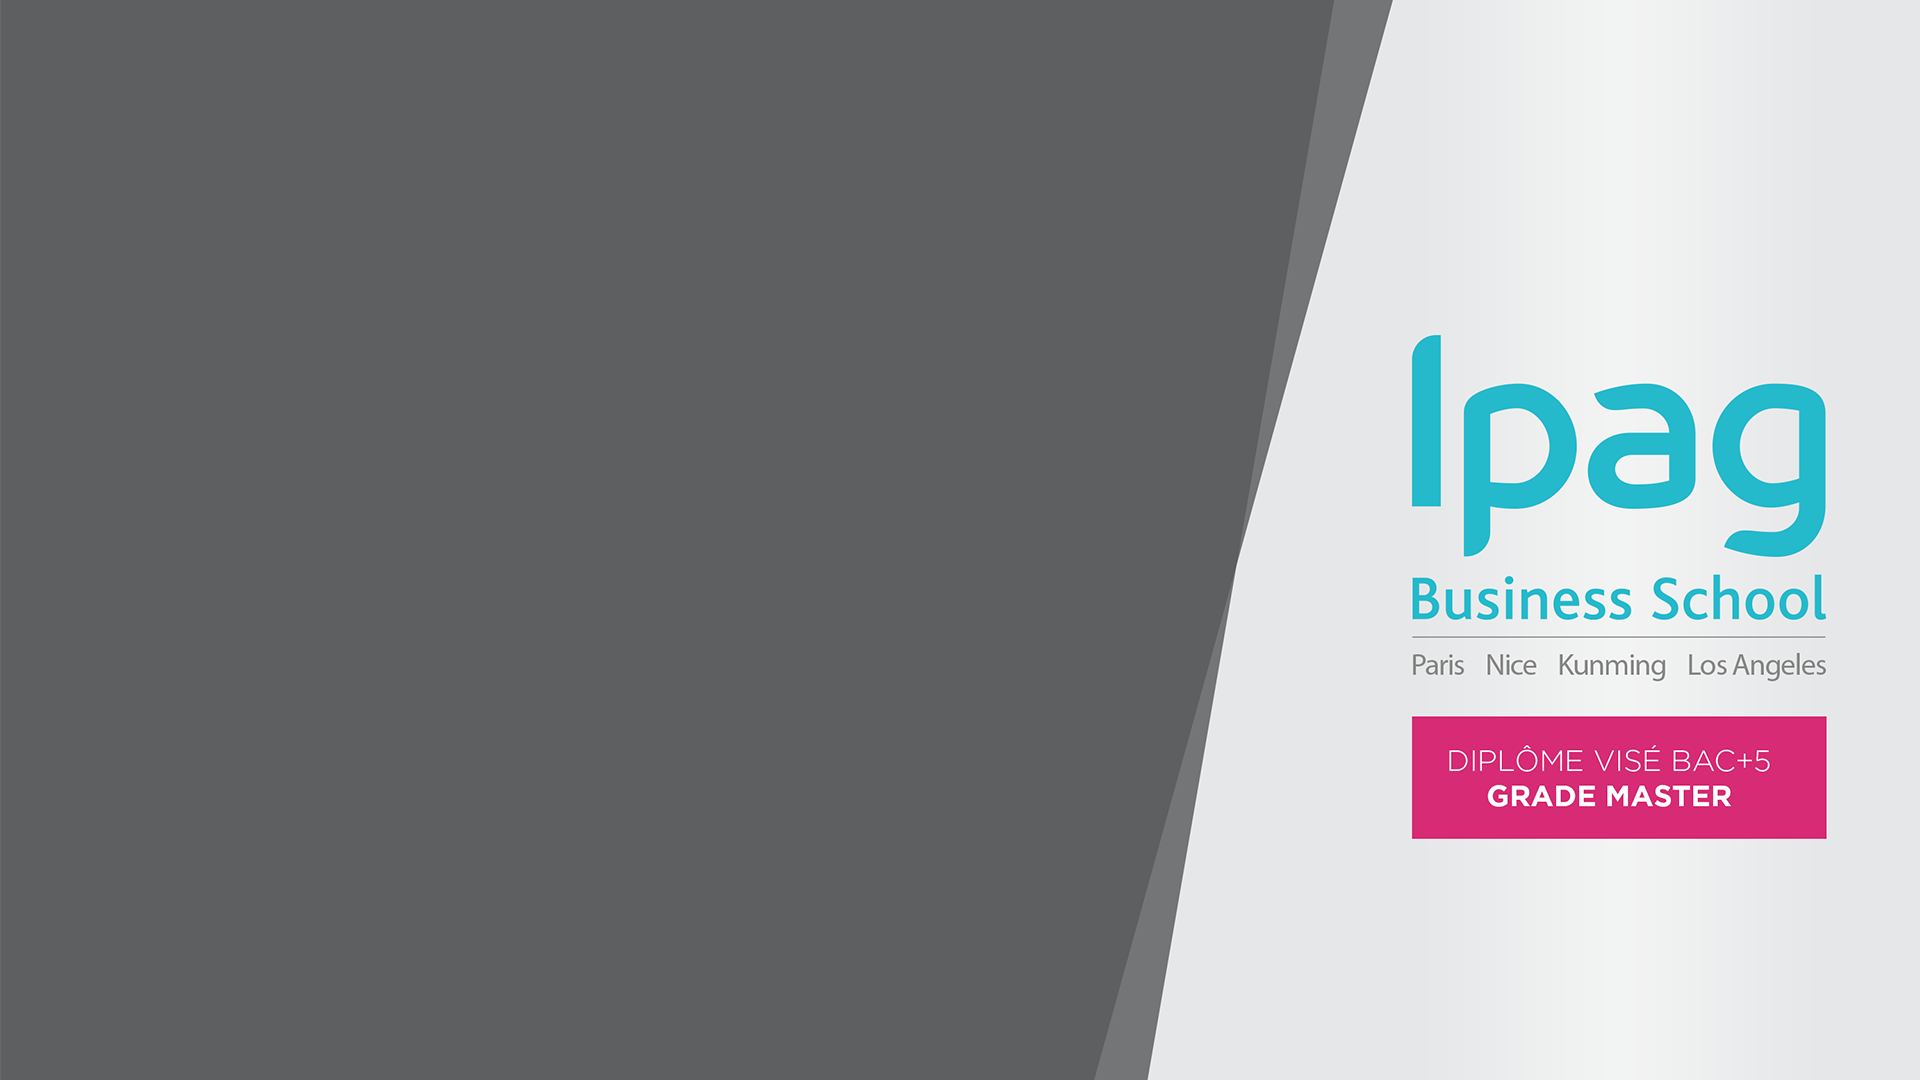 Ipag
Business School
Paris Nice Kunming Los Angeles
DIPLÔME VISÉ BAC+5
GRADE MASTER